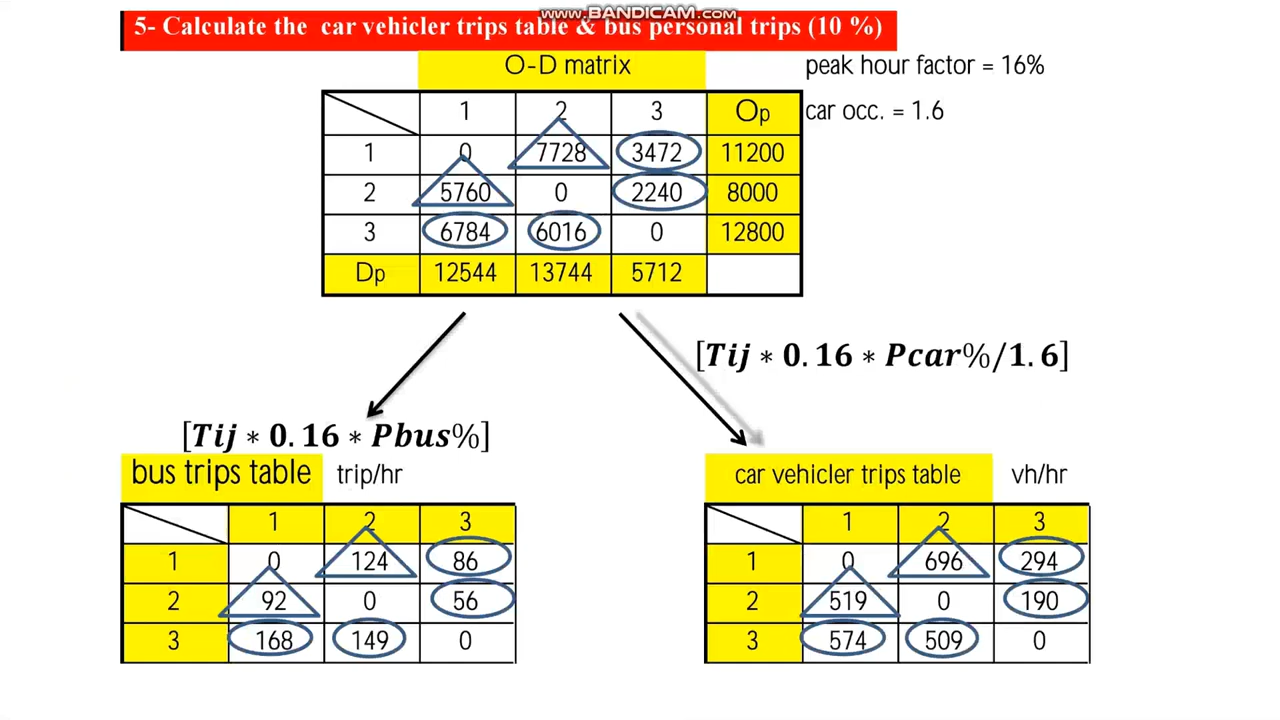 www.BANDICAM.com
5- Calculate the car vehicler trips table & bus personal trips (10 %)
O-D matrix
peak hour factor = 16%
car occ. = 1.6
1 2 3 Op
1 0 7728 3472 11200
2 5760 0 2240 8000
3 6784 6016 0 12800
Dp 12544 13744 5712
[Tij * 0.16 * Pcar%/1.6]
[Tij * 0.16 * Pbus%]
bus trips table trip/hr
1 2 3
1 0 124 86
2 92 0 56
3 168 149 0
car vehicler trips table vh/hr
1 2 3
1 0 696 294
2 519 0 190
3 574 509 0